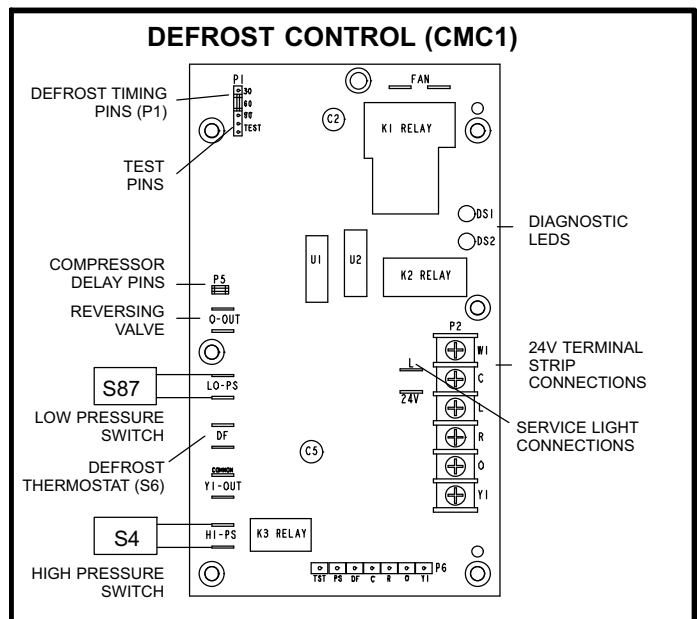 DEFROST CONTROL (CMC1)
DEFROST TIMING
PINS (P1)
TEST
PINS
COMPRESSOR
DELAY PINS
REVERSING
VALVE
S87
LOW PRESSURE
SWITCH
DEFROST
THERMOSTAT (S6)
S4
HIGH PRESSURE
SWITCH
P1
30
60
90
TEST
C2
FAN
K1 RELAY
DS1
DS2
DIAGNOSTIC
LEDS
U1
U2
K2 RELAY
P5
O-OUT
LO-PS
DF
COMMON
Y1-OUT
HI-PS
C5
K3 RELAY
L
24V
P2
W1
C
L
R
O
Y1
24V TERMINAL
STRIP
CONNECTIONS
SERVICE LIGHT
CONNECTIONS
TST PS DF C R O Y1
P6